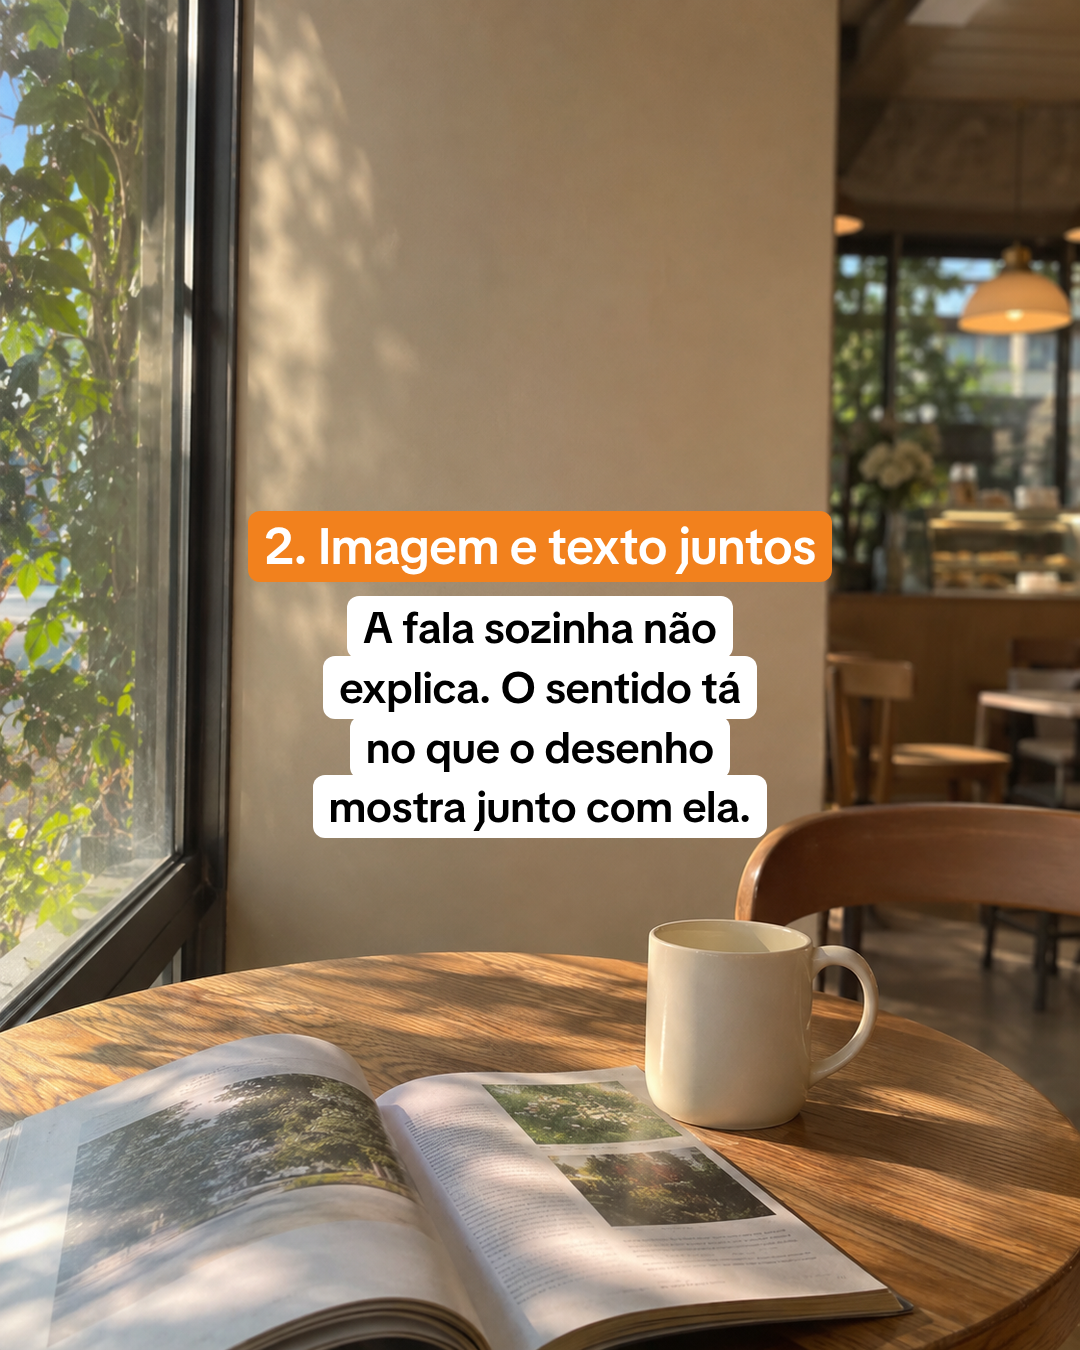 2. Imagem e texto juntos
A fala sozinha não
explica. O sentido tá
no que o desenho
mostra junto com ela.